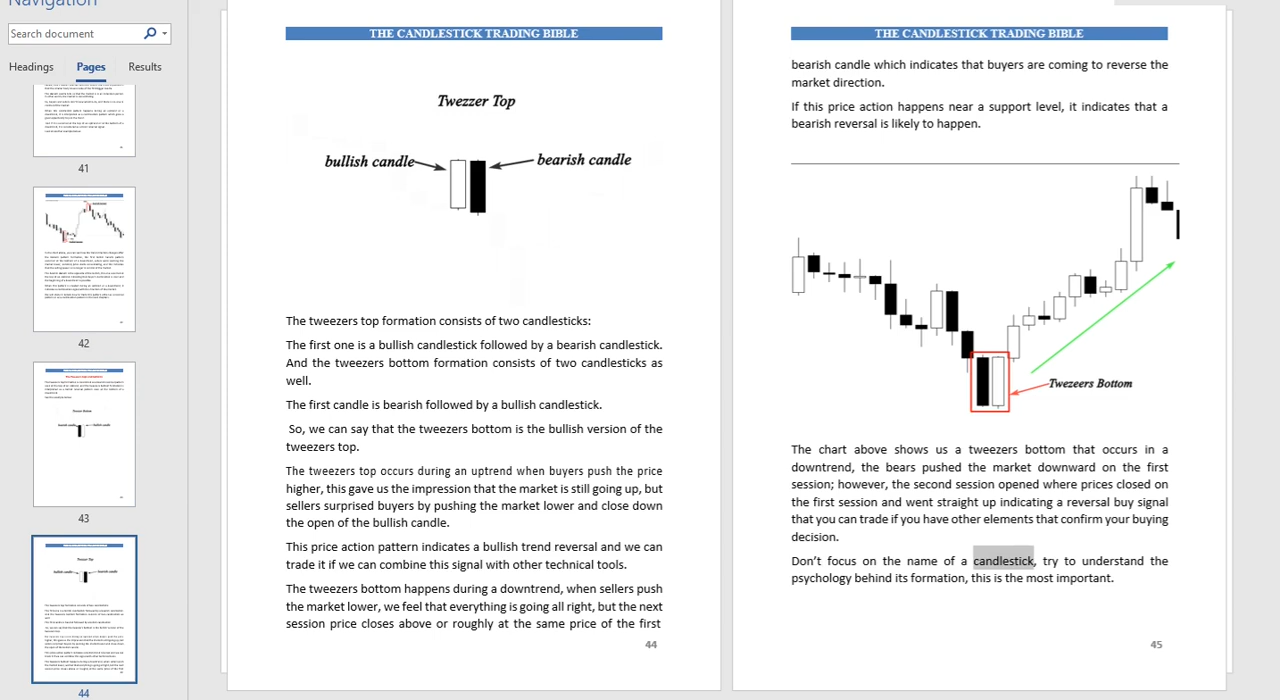 Navigation
Search document
Headings
Pages
Results
41
42
43
44
THE CANDLESTICK TRADING BIBLE
Twezzer Top
bullish candle
bearish candle
The tweezers top formation consists of two candlesticks:
The first one is a bullish candlestick followed by a bearish candlestick.
And the tweezers bottom formation consists of two candlesticks as
well.
The first candle is bearish followed by a bullish candlestick.
So, we can say that the tweezers bottom is the bullish version of the
tweezers top.
The tweezers top occurs during an uptrend when buyers push the price
higher, this gave us the impression that the market is still going up, but
sellers surprised buyers by pushing the market lower and close down
the open of the bullish candle.
This price action pattern indicates a bullish trend reversal and we can
trade it if we can combine this signal with other technical tools.
The tweezers bottom happens during a downtrend, when sellers push
the market lower, we feel that everything is going all right, but the next
session price closes above or roughly at the same price of the first
44
THE CANDLESTICK TRADING BIBLE
bearish candle which indicates that buyers are coming to reverse the
market direction.
If this price action happens near a support level, it indicates that a
bearish reversal is likely to happen.
Twezeers Bottom
The chart above shows us a tweezers bottom that occurs in a
downtrend, the bears pushed the market downward on the first
session; however, the second session opened where prices closed on
the first session and went straight up indicating a reversal buy signal
that you can trade if you have other elements that confirm your buying
decision.
Don't focus on the name of a candlestick, try to understand the
psychology behind its formation, this is the most important.
45